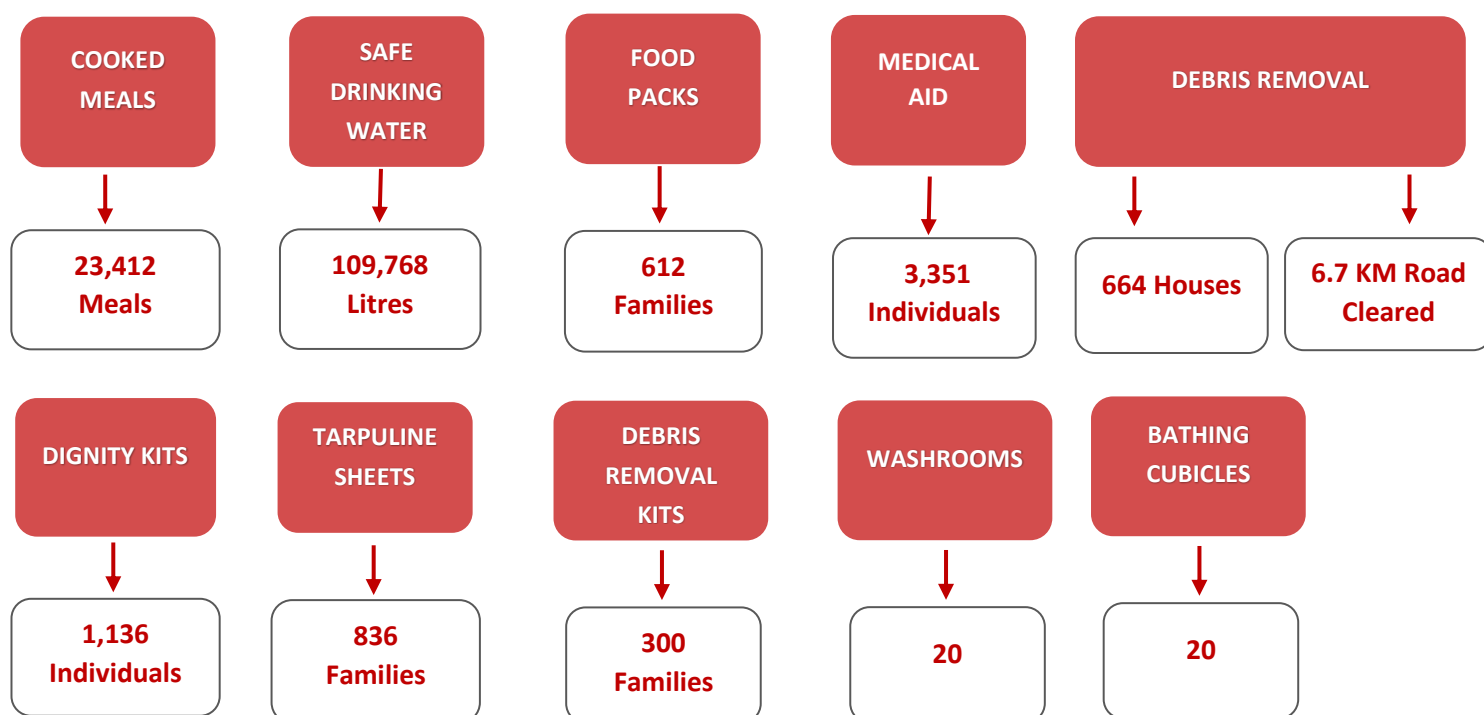 COOKED
MEALS
SAFE
DRINKING
WATER
FOOD
PACKS
MEDICAL
AID
DEBRIS REMOVAL
23,412
Meals
109,768
Litres
612
Families
3,351
Individuals
664 Houses
6.7 KM Road
Cleared
DIGNITY KITS
TARPULINE
SHEETS
DEBRIS
REMOVAL
KITS
WASHROOMS
BATHING
CUBICLES
1,136
Individuals
836
Families
300
Families
20
20